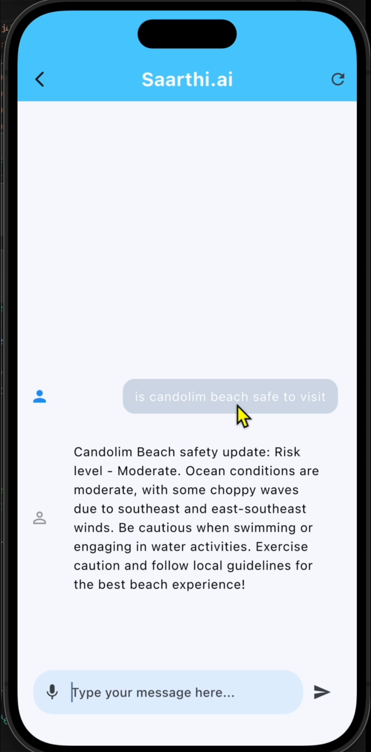 Saarthi.ai
is candolim beach safe to visit
Candolim Beach safety update: Risk
level - Moderate. Ocean conditions are
moderate, with some choppy waves
due to southeast and east-southeast
winds. Be cautious when swimming or
engaging in water activities. Exercise
caution and follow local guidelines for
the best beach experience!
Type your message here...